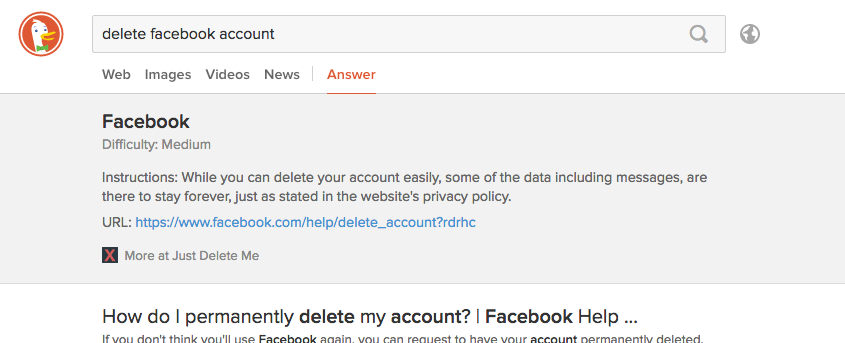 delete facebook account
Web Images Videos News Answer
Facebook
Difficulty: Medium
Instructions: While you can delete your account easily, some of the data including messages, are
there to stay forever, just as stated in the website's privacy policy.
URL: https://www.facebook.com/help/delete_account?rdrhc
X More at Just Delete Me
How do I permanently delete my account? | Facebook Help ...
If you don't think you'll use Facebook again, you can request to have your account permanently deleted.